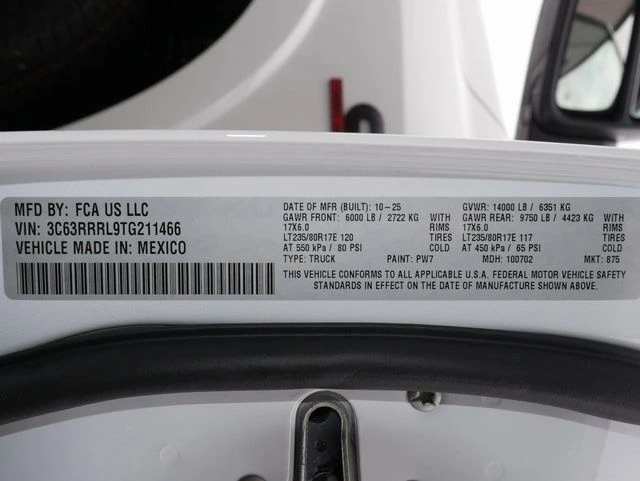 MFD BY: FCA US LLC
VIN: 3C63RRRL9TG211466
VEHICLE MADE IN: MEXICO
DATE OF MFR (BUILT): 10-25 GVWR: 14000 LB / 6351 KG
GAWR FRONT: 6000 LB / 2722 KG WITH GAWR REAR: 9750 LB / 4423 KG WITH
17X6.0 RIMS 17X6.0 RIMS
LT235/80R17E 120 TIRES LT235/80R17E 117 TIRES
AT 550 kPa / 80 PSI COLD AT 450 kPa / 65 PSI COLD
TYPE: TRUCK PAINT: PW7 MDH: 100702 MKT: 875
THIS VEHICLE CONFORMS TO ALL APPLICABLE U.S.A. FEDERAL MOTOR VEHICLE SAFETY
STANDARDS IN EFFECT ON THE DATE OF MANUFACTURE SHOWN ABOVE.